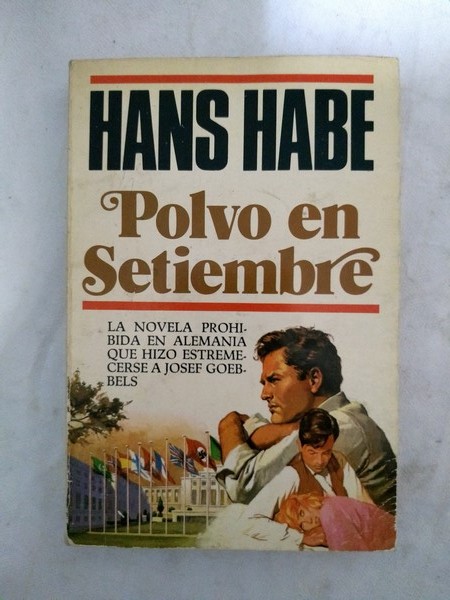 HANS HABE
Polvo en
Setiembre
LA NOVELA PROHI-
BIDA EN ALEMANIA
QUE HIZO ESTREME-
CERSE A JOSEF GOEB-
BELS